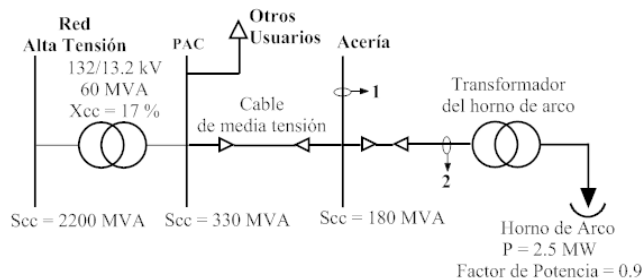 Red
Alta Tensión
132/13.2 kV
60 MVA
Xcc = 17 %
PAC
Otros
Usuarios
Cable
de media tensión
Acería
1
2
Transformador
del horno de arco
Scc = 2200 MVA
Scc = 330 MVA
Scc = 180 MVA
Horno de Arco
P = 2.5 MW
Factor de Potencia = 0.9